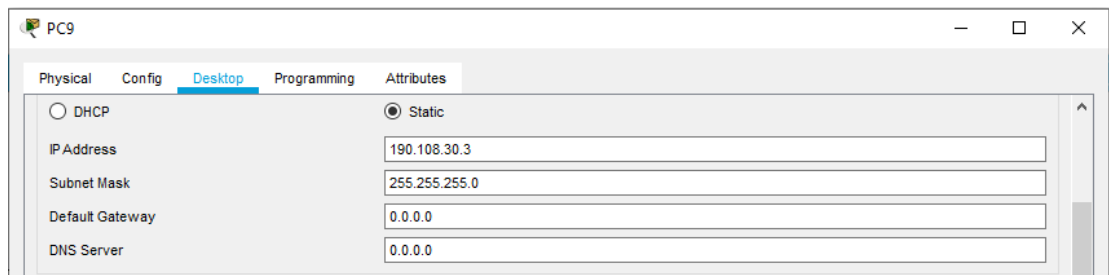 PC9
Physical Config Desktop Programming Attributes
DHCP Static
IP Address 190.108.30.3
Subnet Mask 255.255.255.0
Default Gateway 0.0.0.0
DNS Server 0.0.0.0